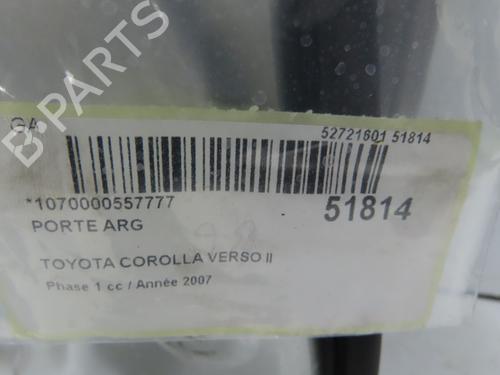 GA
52721601 51814
*1070000557777
51814
PORTE ARG
TOYOTA COROLLA VERSO II
Phase 1 cc / Année 2007
B-PARTS